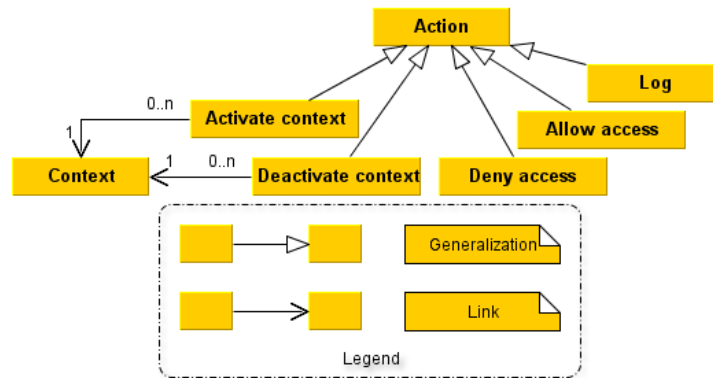 Action
Log
0..n
Activate context
Allow access
1
Context
1
0..n
Deactivate context
Deny access
Generalization
Link
Legend